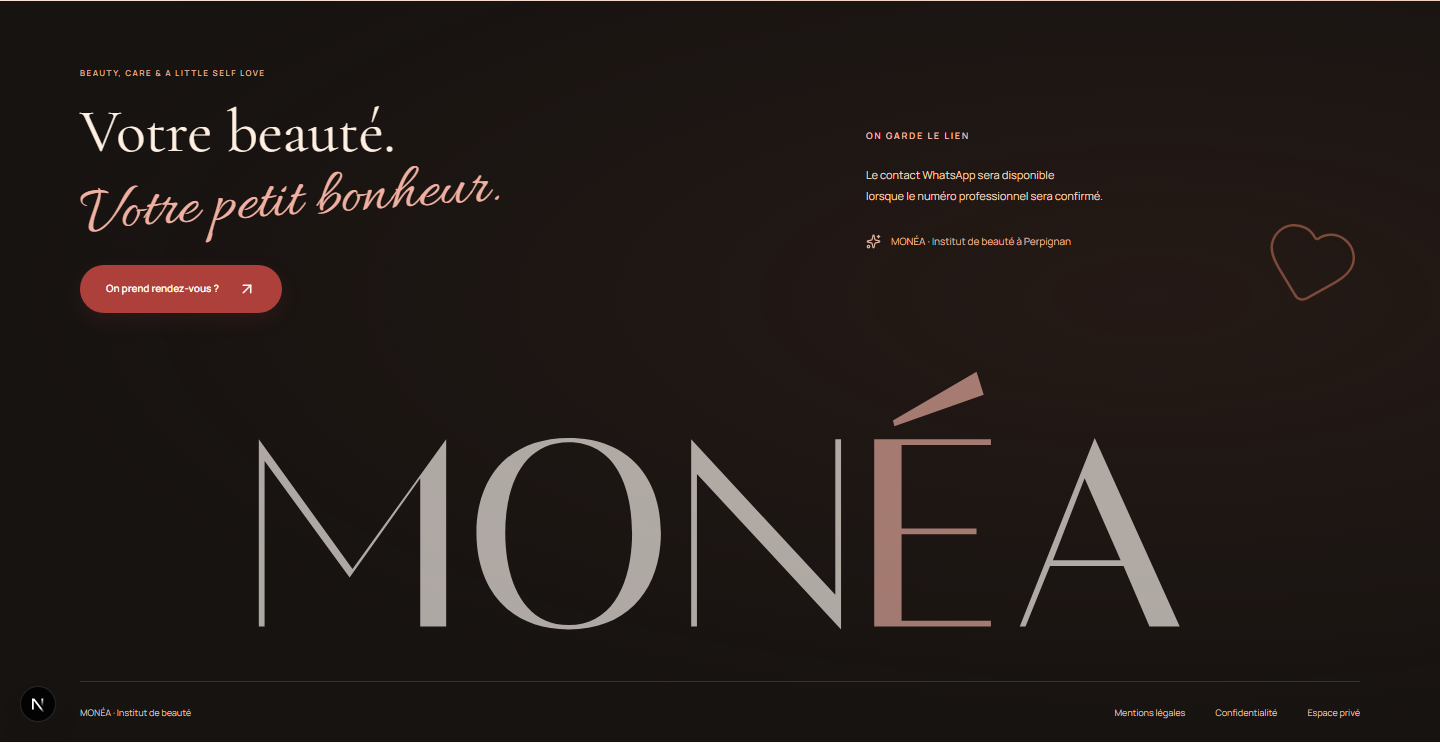 BEAUTY, CARE & A LITTLE SELF LOVE
Votre beauté.
Votre petit bonheur.
On prend rendez-vous ?
ON GARDE LE LIEN
Le contact WhatsApp sera disponible
lorsque le numéro professionnel sera confirmé.
MONÉA · Institut de beauté à Perpignan
MONÉA
N
MONÉA · Institut de beauté
Mentions légales
Confidentialité
Espace privé